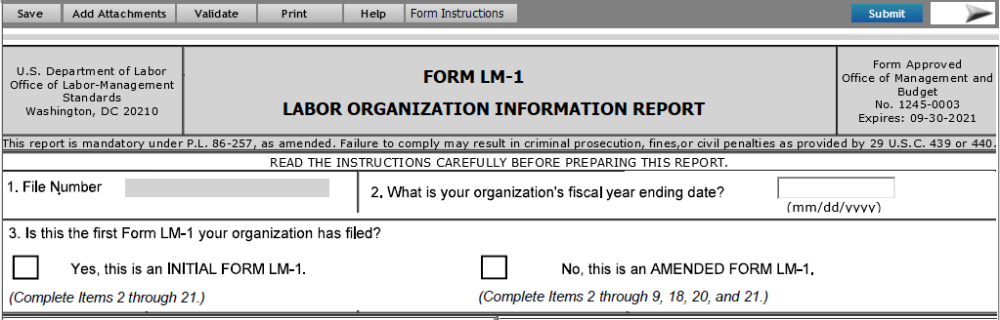 Save Add Attachments Validate Print Help Form Instructions Submit
U.S. Department of Labor
Office of Labor-Management
Standards
Washington, DC 20210
FORM LM-1
LABOR ORGANIZATION INFORMATION REPORT
Form Approved
Office of Management and
Budget
No. 1245-0003
Expires: 09-30-2021
This report is mandatory under P.L. 86-257, as amended. Failure to comply may result in criminal prosecution, fines,or civil penalties as provided by 29 U.S.C. 439 or 440.
READ THE INSTRUCTIONS CAREFULLY BEFORE PREPARING THIS REPORT.
1. File Number
2. What is your organization's fiscal year ending date?
(mm/dd/yyyy)
3. Is this the first Form LM-1 your organization has filed?
Yes, this is an INITIAL FORM LM-1.
No, this is an AMENDED FORM LM-1.
(Complete Items 2 through 21.)
(Complete Items 2 through 9, 18, 20, and 21.)